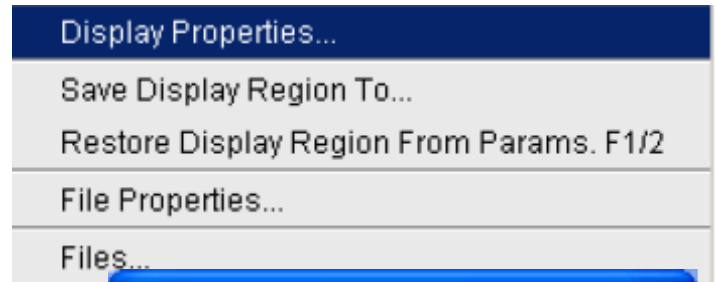 Display Properties...
Save Display Region To...
Restore Display Region From Params. F1/2
File Properties...
Files...